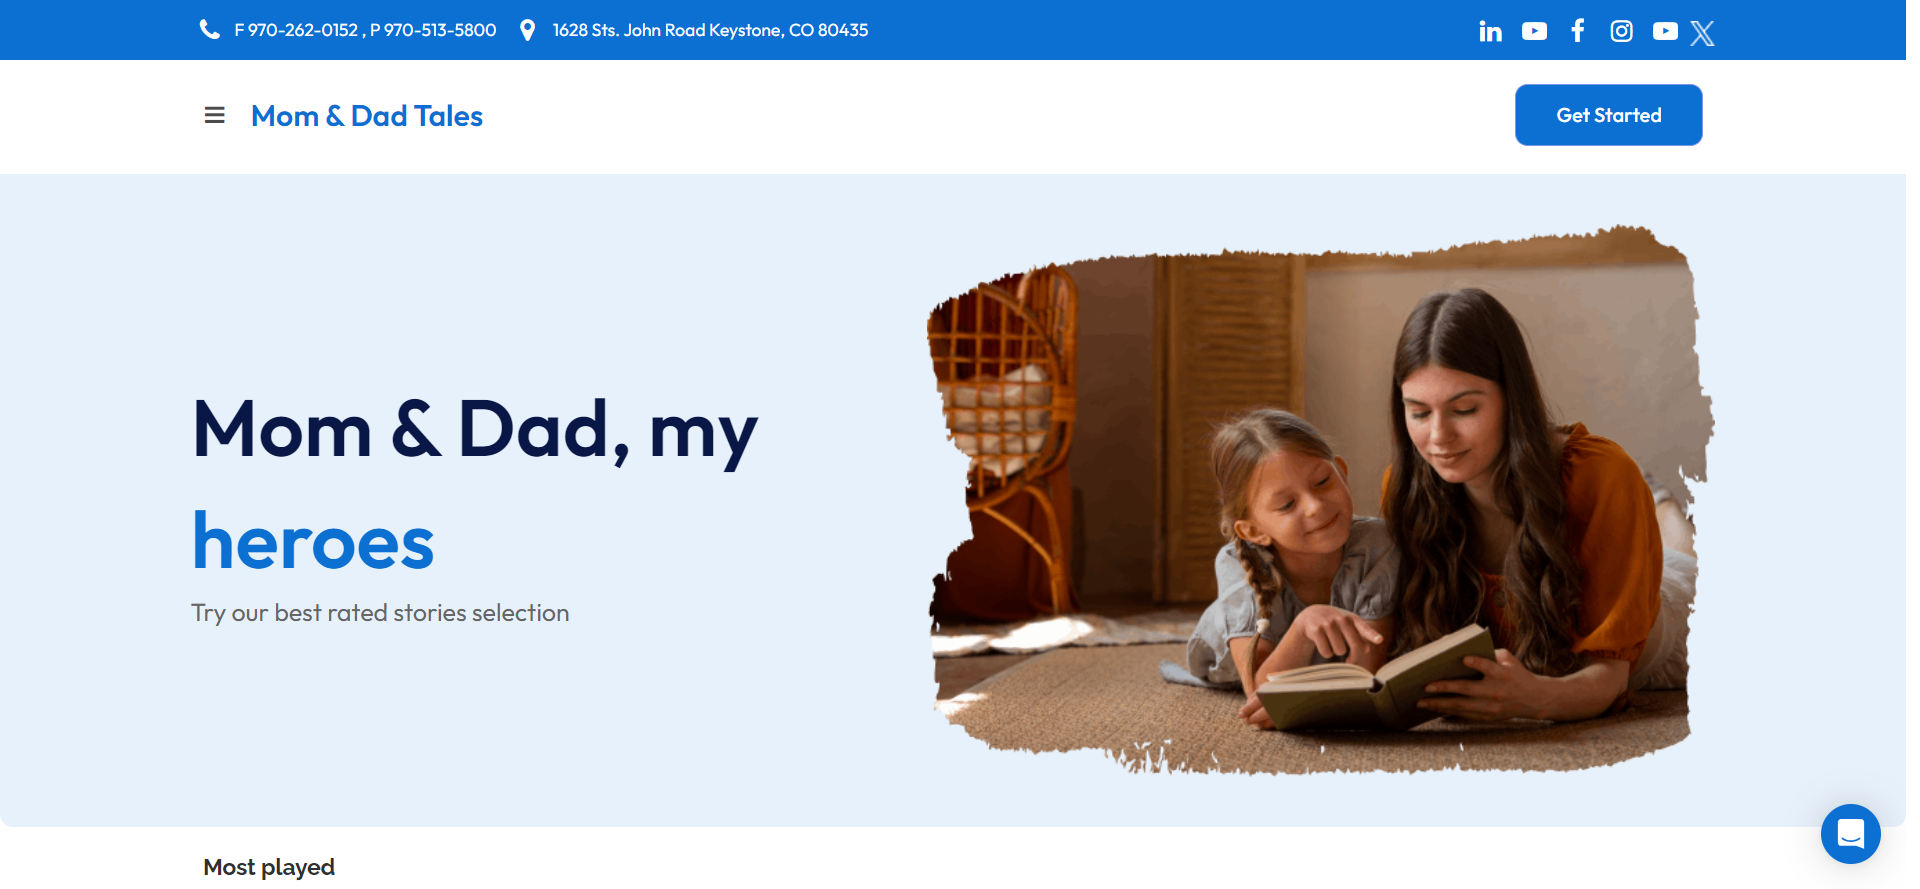 F 970-262-0152 , P 970-513-5800
1628 Sts. John Road Keystone, CO 80435
Mom & Dad Tales
Get Started
Mom & Dad, my
heroes
Try our best rated stories selection
Most played